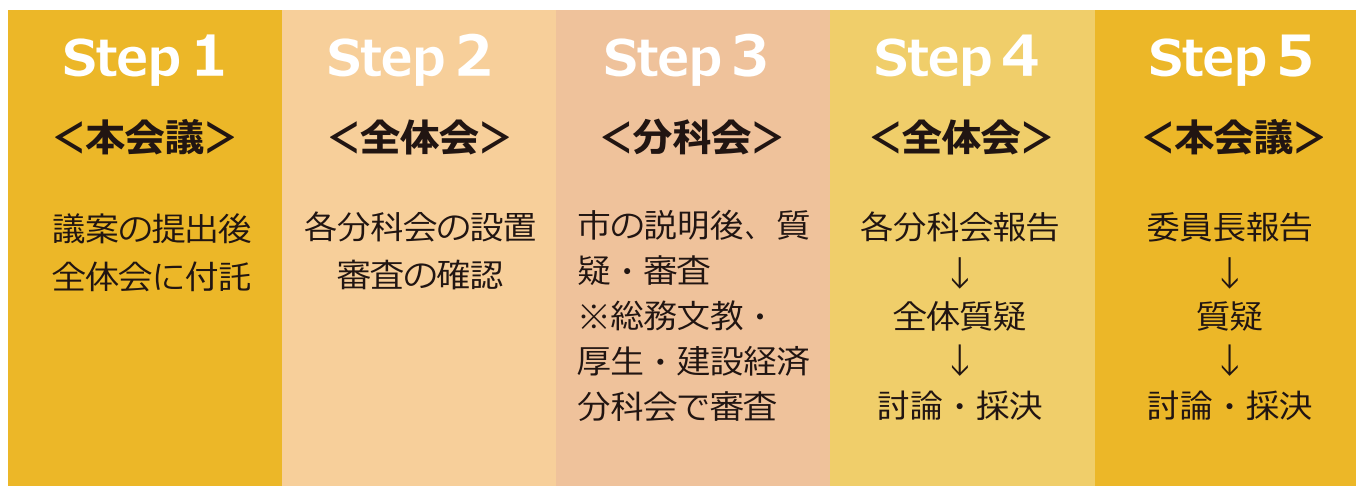 Step 1
<本会議>
議案の提出後
全体会に付託
Step 2
<全体会>
各分科会の設置
審査の確認
Step 3
<分科会>
市の説明後、質
疑・審査
※総務文教・
厚生・建設経済
分科会で審査
Step 4
<全体会>
各分科会報告
↓
全体質疑
↓
討論・採決
Step 5
<本会議>
委員長報告
↓
質疑
↓
討論・採決